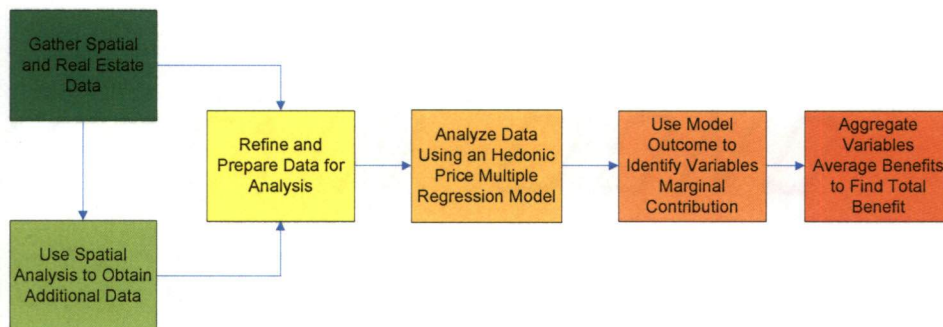 Gather Spatial
and Real Estate
Data
Use Spatial
Analysis to Obtain
Additional Data
Refine and
Prepare Data for
Analysis
Analyze Data
Using an Hedonic
Price Multiple
Regression Model
Use Model
Outcome to
Identify Variables
Marginal
Contribution
Aggregate
Variables
Average Benefits
to Find Total
Benefit